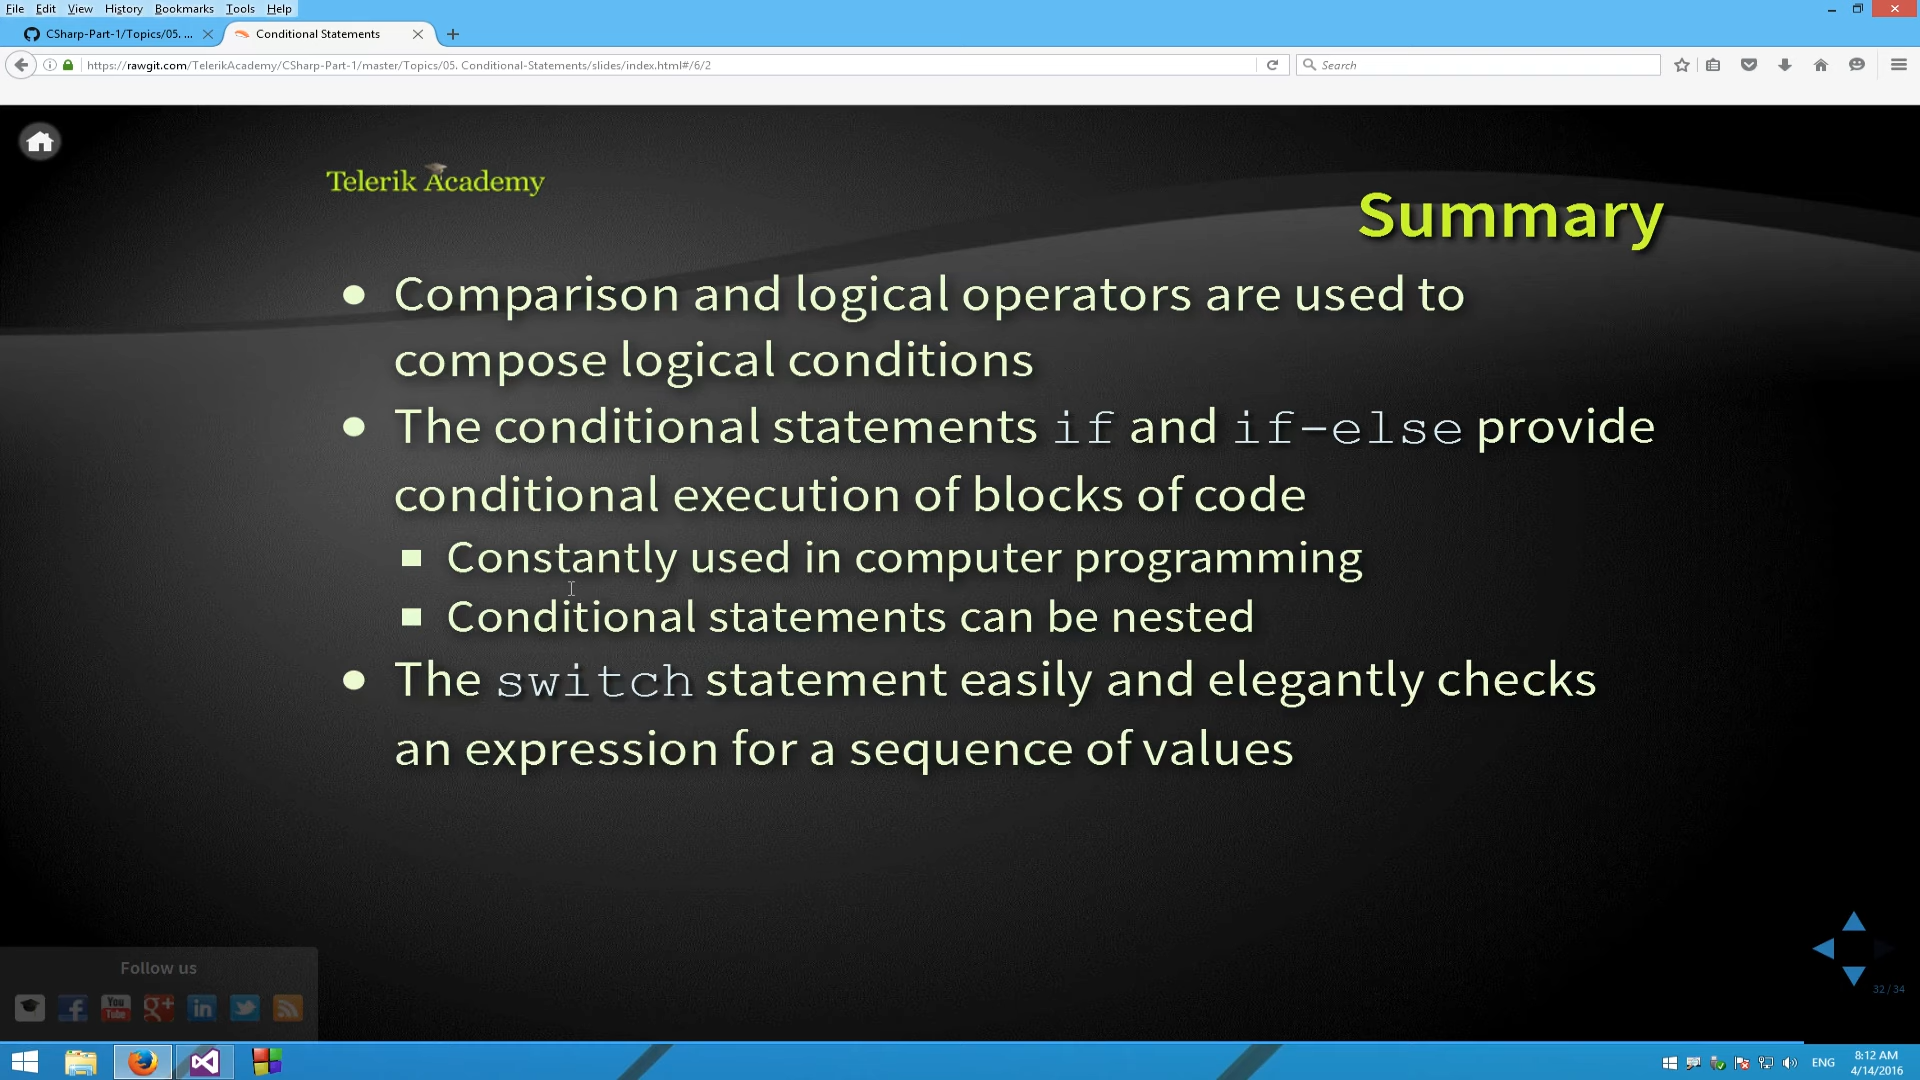 File Edit View History Bookmarks Tools Help
CSharp-Part-1/Topics/05. ...
Conditional Statements
https://rawgit.com/TelerikAcademy/CSharp-Part-1/master/Topics/05. Conditional-Statements/slides/index.html#/6/2
Search
Telerik Academy
Summary
Comparison and logical operators are used to
compose logical conditions
The conditional statements if and if-else provide
conditional execution of blocks of code
Constantly used in computer programming
Conditional statements can be nested
The switch statement easily and elegantly checks
an expression for a sequence of values
Follow us
You
Tube
g+
in
32 / 34
ENG
8:12 AM
4/14/2016